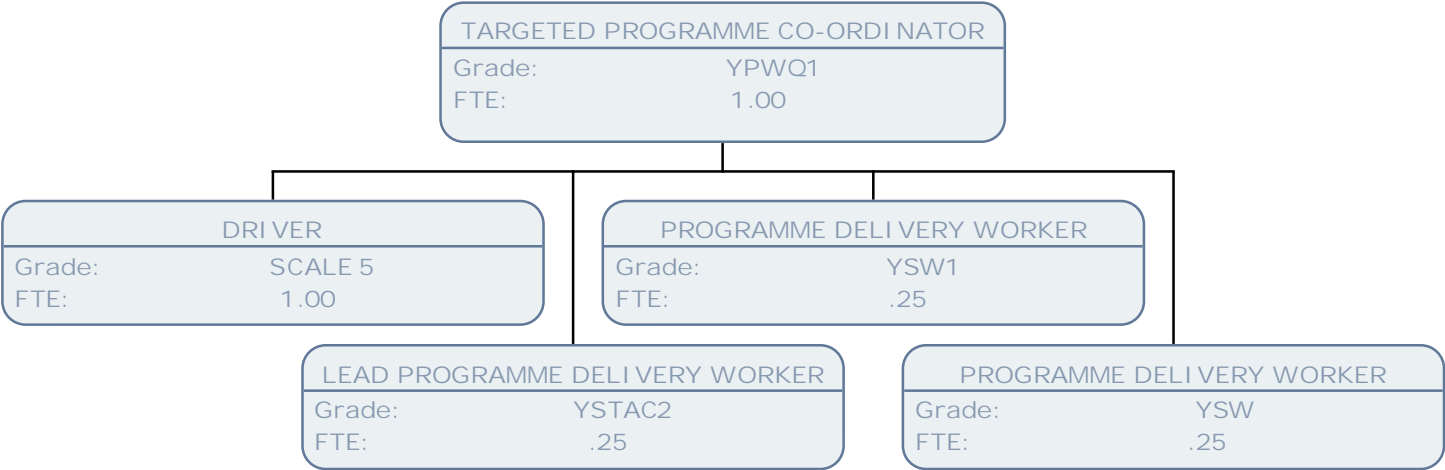 TARGETED PROGRAMME CO-ORDINATOR
Grade: YPWQ1
FTE: 1.00
DRIVER
Grade: SCALE 5
FTE: 1.00
PROGRAMME DELIVERY WORKER
Grade: YSW1
FTE: .25
LEAD PROGRAMME DELIVERY WORKER
Grade: YSTAC2
FTE: .25
PROGRAMME DELIVERY WORKER
Grade: YSW
FTE: .25